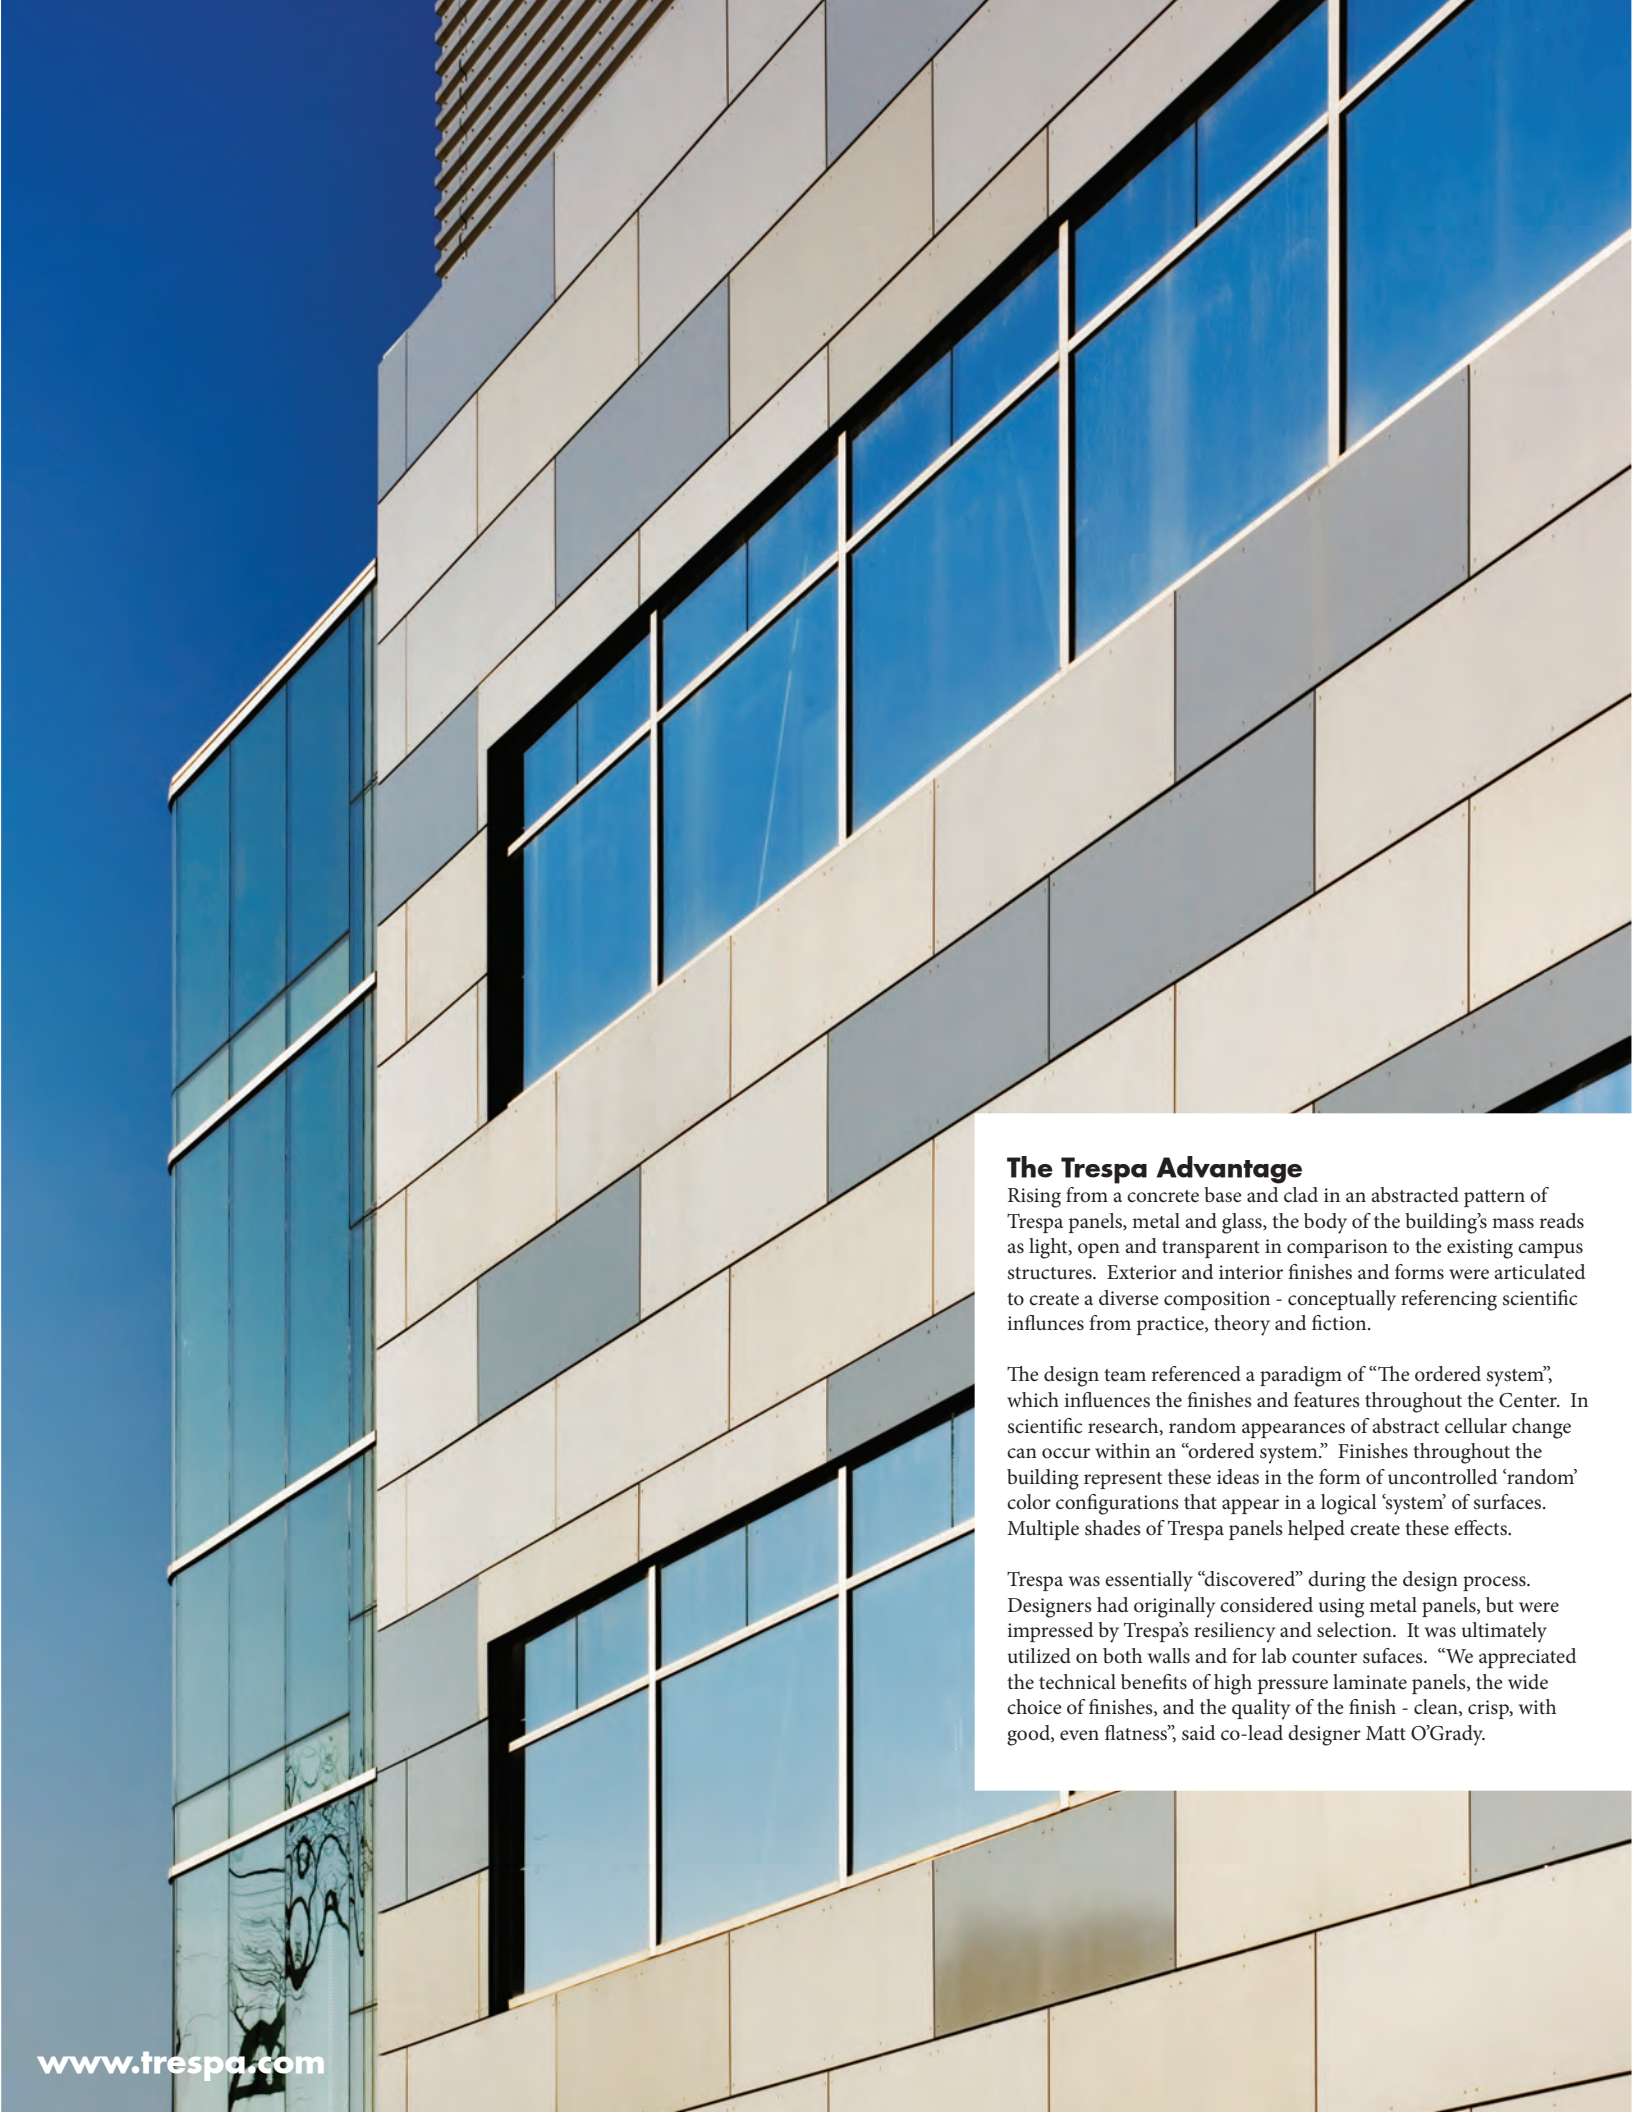 The Trespa Advantage
Rising from a concrete base and clad in an abstracted pattern of
Trespa panels, metal and glass, the body of the building’s mass reads
as light, open and transparent in comparison to the existing campus
structures.  Exterior and interior finishes and forms were articulated
to create a diverse composition - conceptually referencing scientific
influnces from practice, theory and fiction.
The design team referenced a paradigm of “The ordered system”,
which influences the finishes and features throughout the Center.  In
scientific research, random appearances of abstract cellular change
can occur within an “ordered system.”  Finishes throughout the
building represent these ideas in the form of uncontrolled ‘random’
color configurations that appear in a logical ‘system’ of surfaces.
Multiple shades of Trespa panels helped create these effects.
Trespa was essentially “discovered” during the design process.
Designers had originally considered using metal panels, but were
impressed by Trespa’s resiliency and selection.  It was ultimately
utilized on both walls and for lab counter sufaces.  “We appreciated
the technical benefits of high pressure laminate panels, the wide
choice of finishes, and the quality of the finish - clean, crisp, with
good, even flatness”, said co-lead designer Matt O’Grady.
www.trespa.com